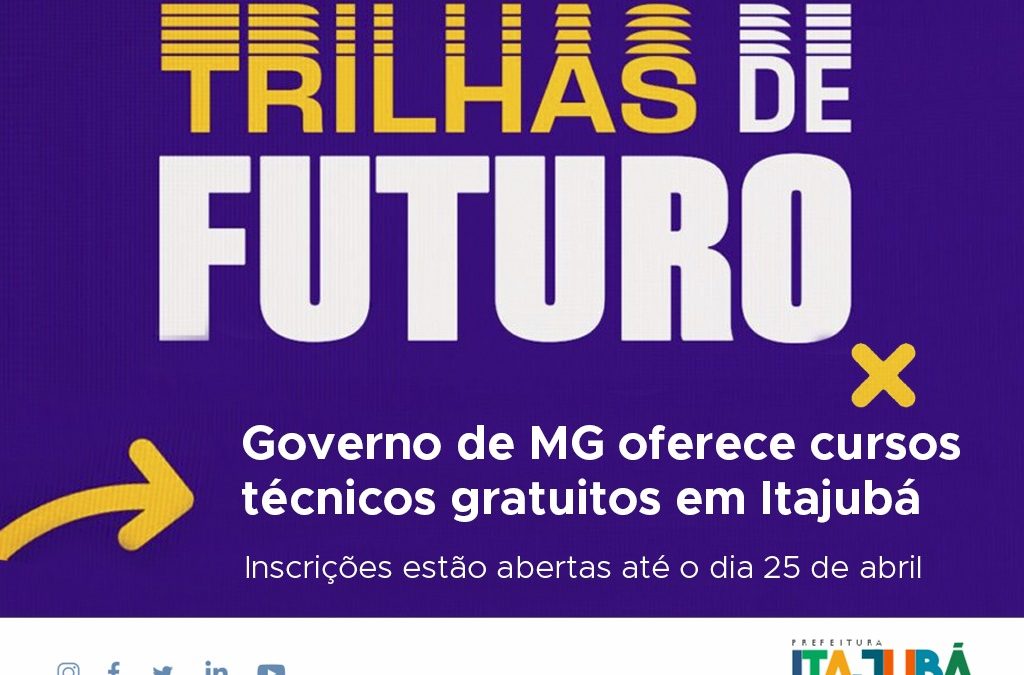 TRILHAS DE
FUTURO
Governo de MG oferece cursos
técnicos gratuitos em Itajubá
Inscrições estão abertas até o dia 25 de abril
PREFEITURA
ITAJUBÁ